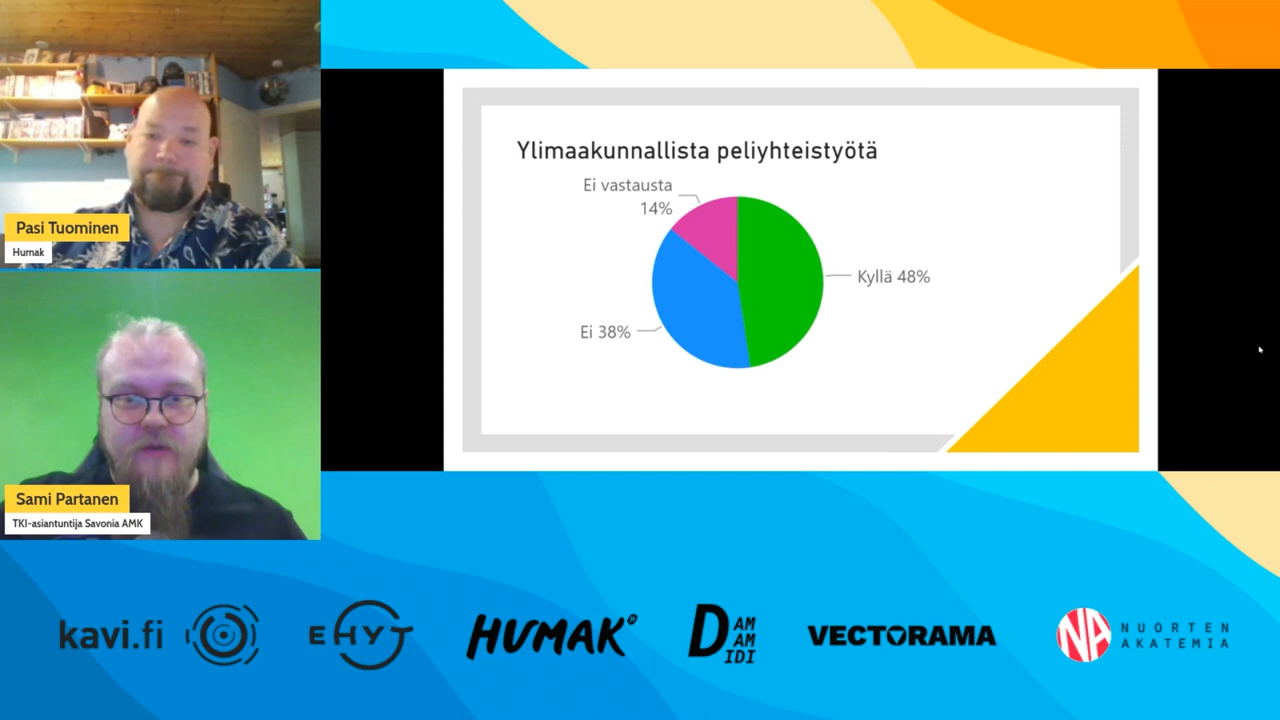 Pasi Tuominen
Humak
Sami Partanen
TKI-asiantuntija Savonia AMK
Ylimaakunnallista peliyhteistyötä
Ei vastausta
14%
Kyllä 48%
Ei 38%
kavi.fi
EHYT
HUMAK
DAM
AM
IDI
VECTORAMA
NA
NUORTEN
AKATEMIA